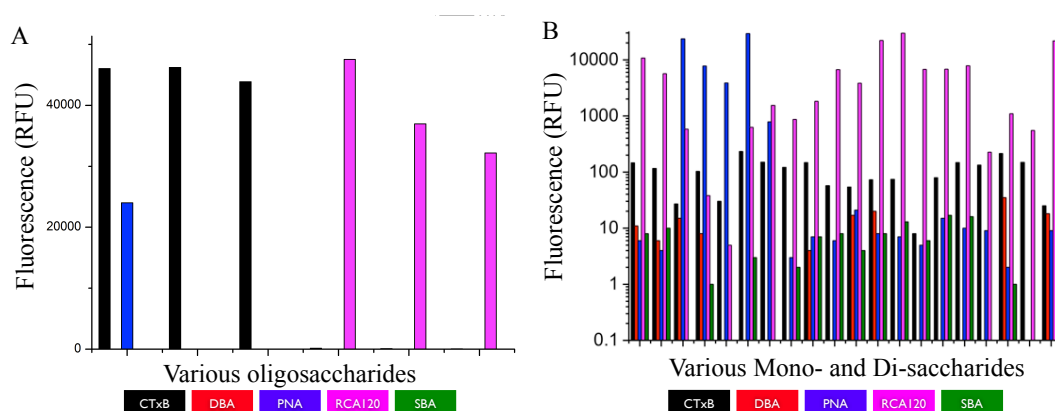 A
Fluorescence (RFU)
40000
20000
0
Various oligosaccharides
CTxB DBA PNA RCA120 SBA
B
Fluorescence (RFU)
10000
1000
100
10
1
0.1
Various Mono- and Di-saccharides
CTxB DBA PNA RCA120 SBA